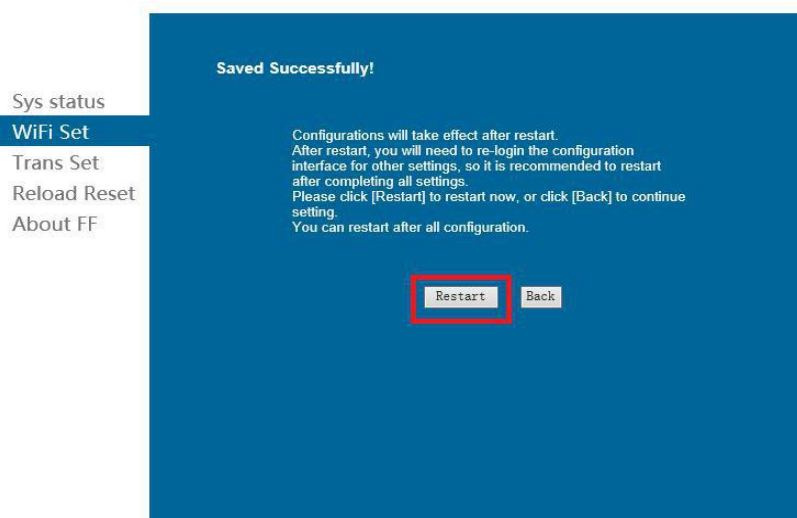 Saved Successfully!
Sys status
WiFi Set
Trans Set
Reload Reset
About FF
Configurations will take effect after restart.
After restart, you will need to re-login the configuration
interface for other settings, so it is recommended to restart
after completing all settings.
Please click [Restart] to restart now, or click [Back] to continue
setting.
You can restart after all configuration.
Restart
Back